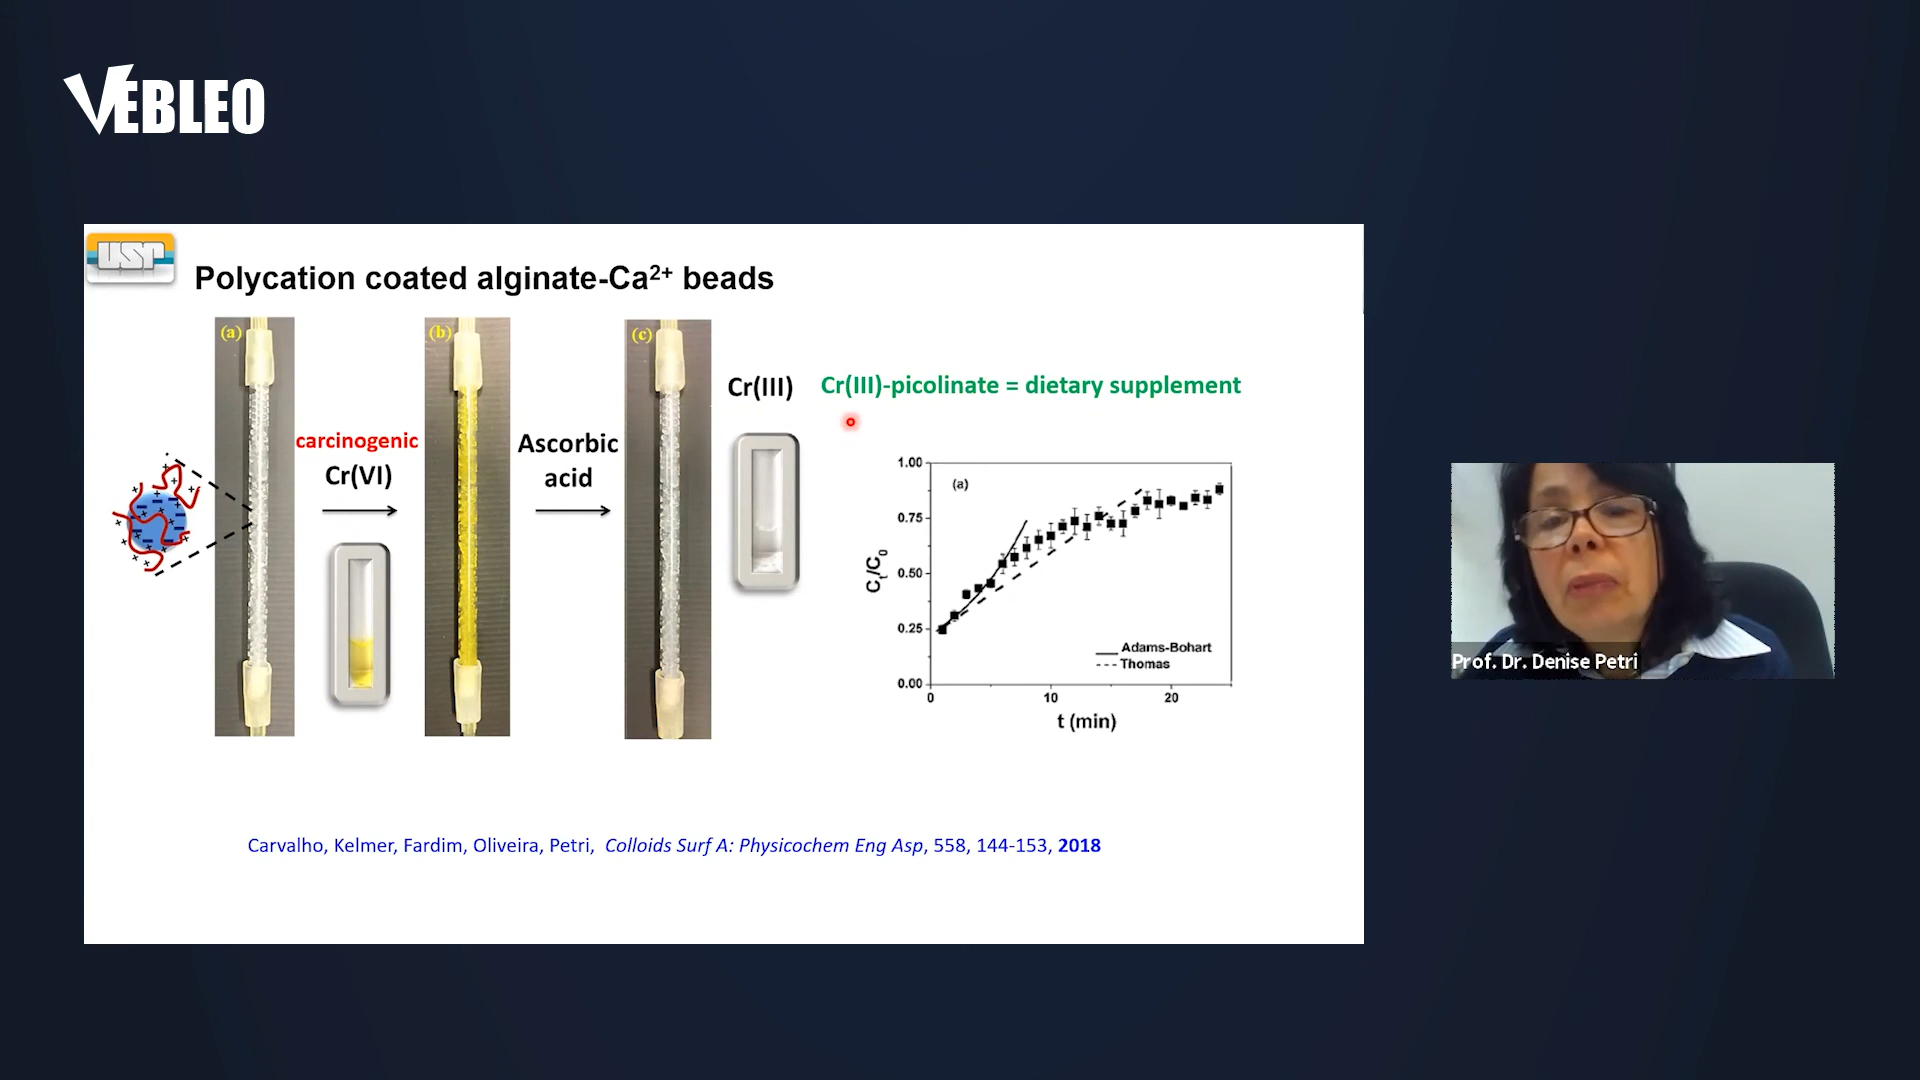 VEBLEO
USP
Polycation coated alginate-Ca²⁺ beads
(a)
(b)
(c)
carcinogenic
Cr(VI)
Ascorbic
acid
Cr(III)
Cr(III)-picolinate = dietary supplement
(a)
1.00
0.75
0.50
0.25
0.00
Ct/C0
0
10
20
t (min)
Adams-Bohart
Thomas
Carvalho, Kelmer, Fardim, Oliveira, Petri, Colloids Surf A: Physicochem Eng Asp, 558, 144-153, 2018
Prof. Dr. Denise Petri